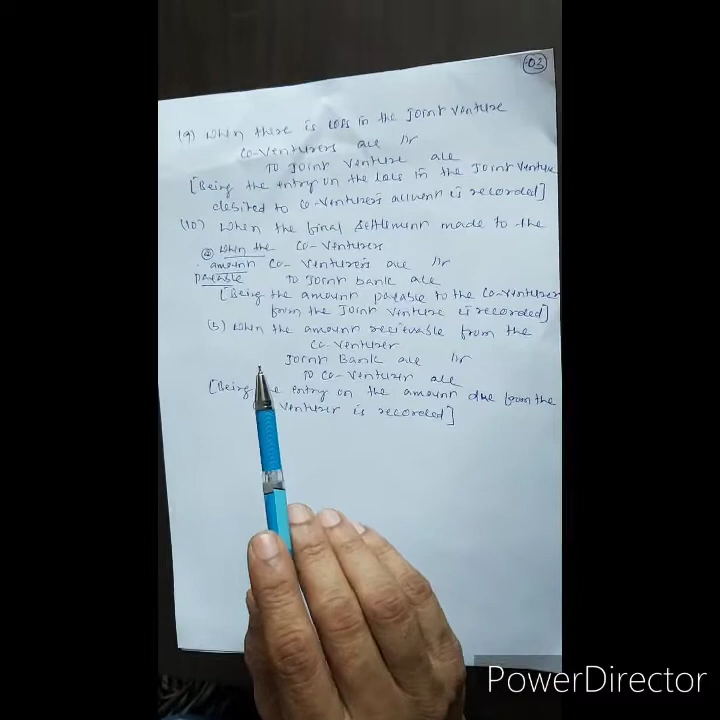 03
(9) When there is loss in the Joint Venture
Co-Venturers a/c Dr
To Joint Venture a/c
[Being the entry on the loss in the Joint Venture
debited to Co-Venturers account is recorded]
(10) When the final settlement made to the
Co-Venturers
(a) When the
amount Co-Venturers a/c Dr
payable To Joint bank a/c
[Being the amount payable to the Co-Venturer
from the Joint Venture is recorded]
(b) When the amount recievable from the
Co-Venturer
Joint Bank a/c Dr
To Co-Venturer a/c
[Being the entry on the amount due from the
Venturer is recorded]
PowerDirector